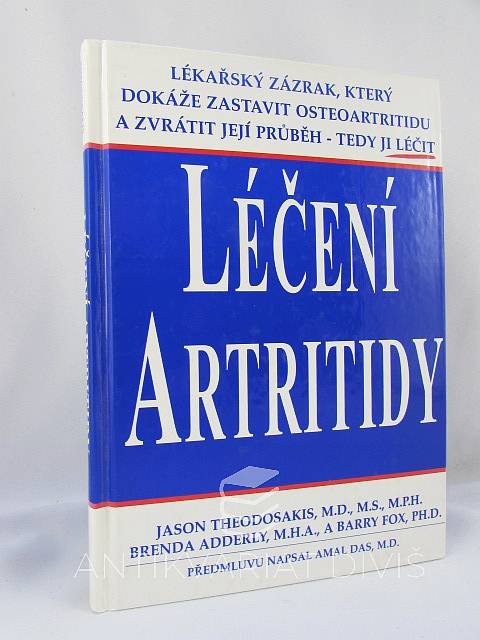 LÉKAŘSKÝ ZÁZRAK, KTERÝ
DOKÁŽE ZASTAVIT OSTEOARTRITIDU
A ZVRÁTIT JEJÍ PRŮBĚH - TEDY JI LÉČIT
LÉČENÍ
ARTRITIDY
JASON THEODOSAKIS, M.D., M.S., M.P.H.
BRENDA ADDERLY, M.H.A., A BARRY FOX, PH.D.
PŘEDMLUVU NAPSAL AMAL DAS, M.D.
ANTIKVARIÁT DIVIŠ